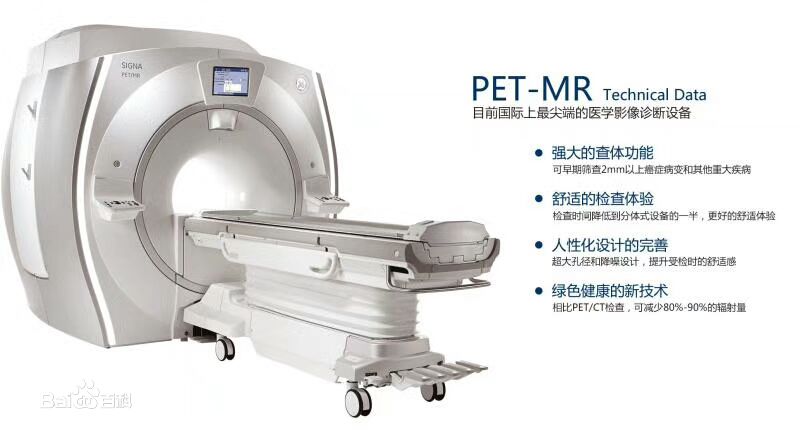 SIGNA
PET/MR
GE
PET-MR Technical Data
目前国际上最尖端的医学影像诊断设备
强大的查体功能
可早期筛查2mm以上癌症病变和其他重大疾病
舒适的检查体验
检查时间降低到分体式设备的一半，更好的舒适体验
人性化设计的完善
超大孔径和降噪设计，提升受检时的舒适感
绿色健康的新技术
相比PET/CT检查，可减少80%-90%的辐射量
Bai百科